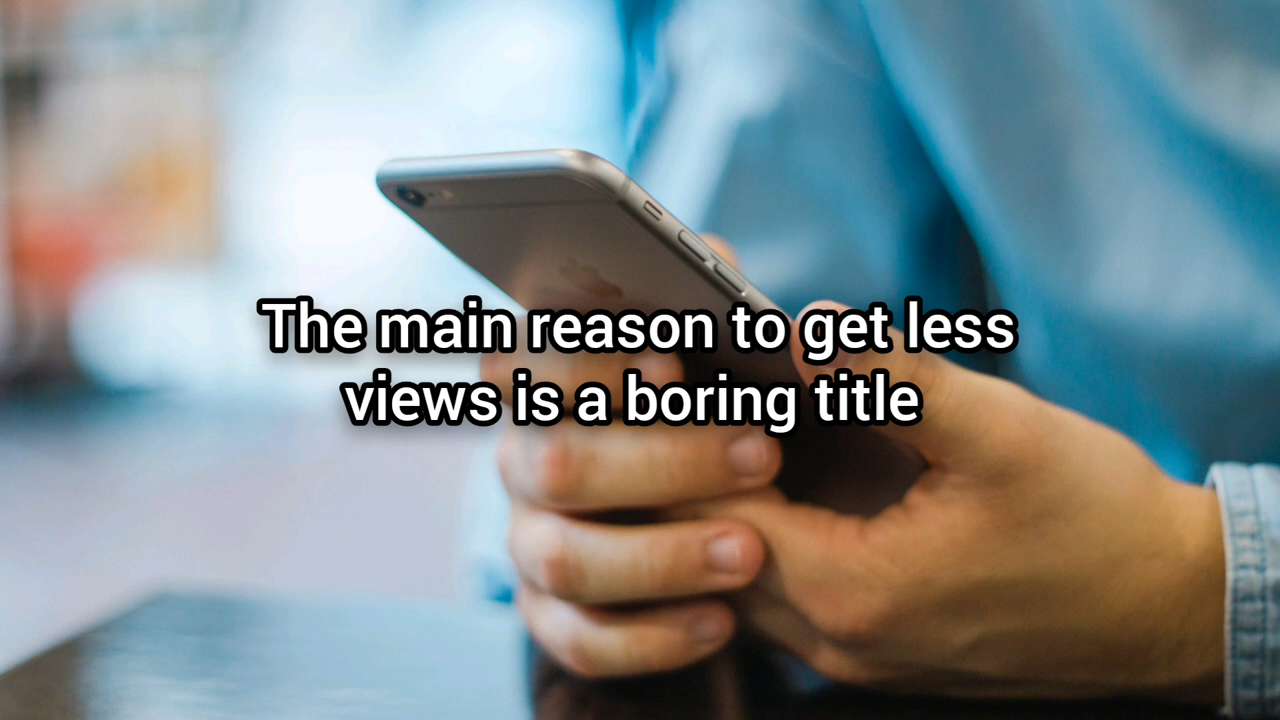 The main reason to get less
views is a boring title